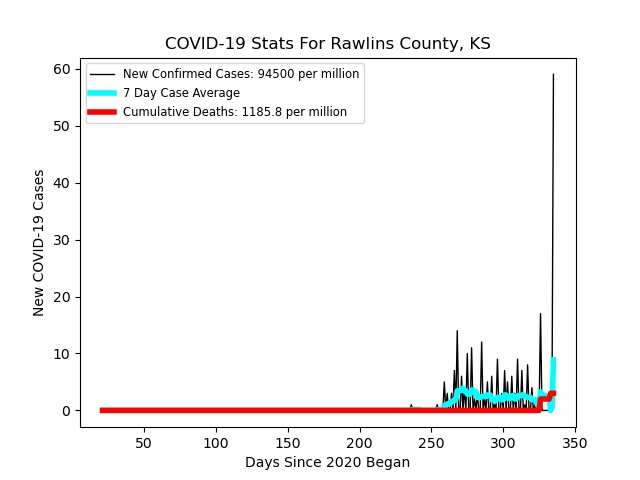 COVID-19 Stats For Rawlins County, KS
New Confirmed Cases: 94500 per million
7 Day Case Average
Cumulative Deaths: 1185.8 per million
New COVID-19 Cases
60
50
40
30
20
10
0
50 100 150 200 250 300 350
Days Since 2020 Began